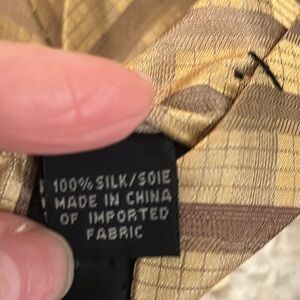 100% SILK/SOIE
MADE IN CHINA
OF IMPORTED
FABRIC